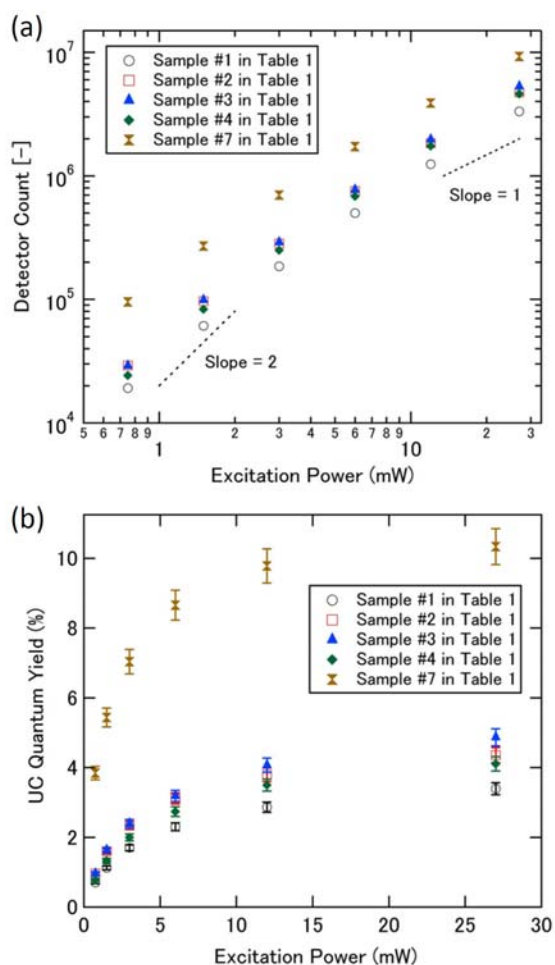 (a)
10^7
10^6
10^5
10^4
Detector Count [-]
Sample #1 in Table 1
Sample #2 in Table 1
Sample #3 in Table 1
Sample #4 in Table 1
Sample #7 in Table 1
Slope = 1
Slope = 2
5 6 7 8 9 1 2 3 4 5 6 7 8 9 10 2 3
Excitation Power (mW)
(b)
10
8
6
4
2
0
UC Quantum Yield (%)
Sample #1 in Table 1
Sample #2 in Table 1
Sample #3 in Table 1
Sample #4 in Table 1
Sample #7 in Table 1
0 5 10 15 20 25 30
Excitation Power (mW)